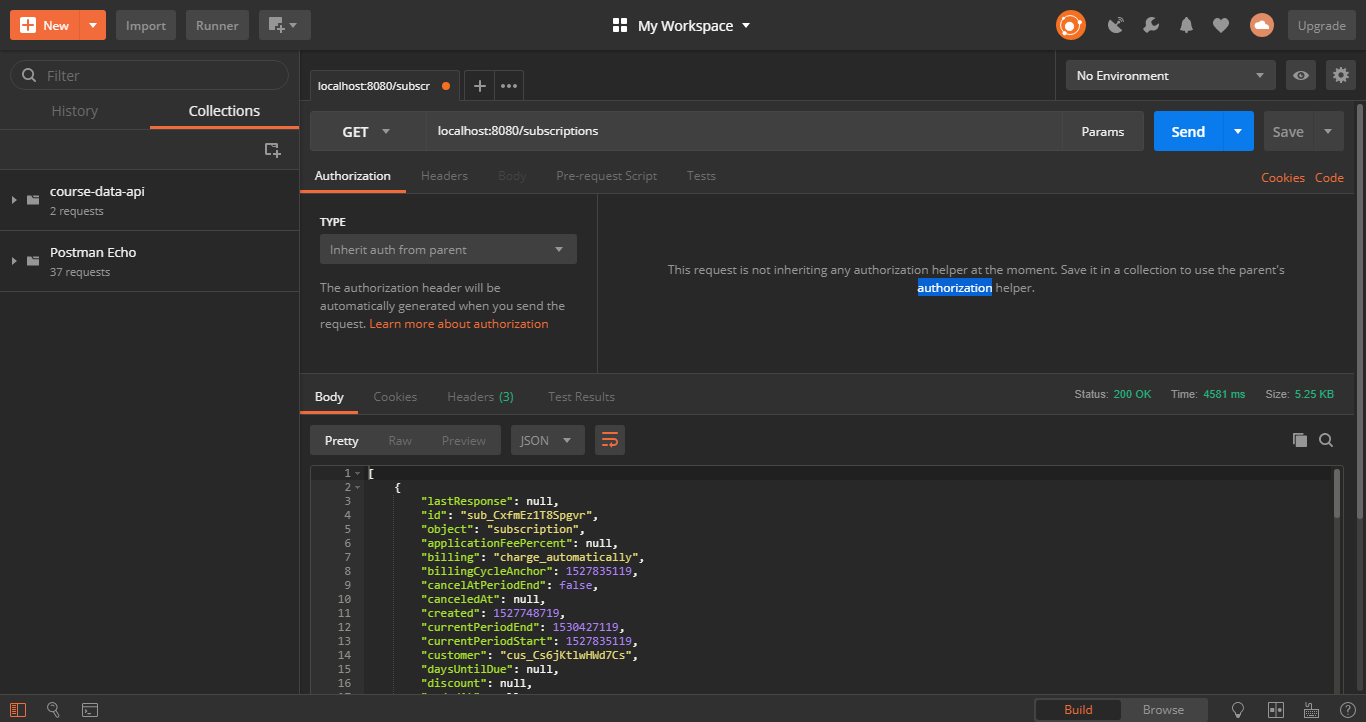 New
Import
Runner
My Workspace
Upgrade
Filter
History
Collections
course-data-api
2 requests
Postman Echo
37 requests
localhost:8080/subscr
No Environment
GET
localhost:8080/subscriptions
Params
Send
Save
Authorization
Headers
Body
Pre-request Script
Tests
Cookies
Code
TYPE
Inherit auth from parent
The authorization header will be
automatically generated when you send the
request. Learn more about authorization
This request is not inheriting any authorization helper at the moment. Save it in a collection to use the parent's
authorization helper.
Body
Cookies
Headers (3)
Test Results
Status: 200 OK
Time: 4581 ms
Size: 5.25 KB
Pretty
Raw
Preview
JSON
1 [
2 {
3 "lastResponse": null,
4 "id": "sub_CxfmEz1T8Spgvr",
5 "object": "subscription",
6 "applicationFeePercent": null,
7 "billing": "charge_automatically",
8 "billingCycleAnchor": 1527835119,
9 "cancelAtPeriodEnd": false,
10 "canceledAt": null,
11 "created": 1527748719,
12 "currentPeriodEnd": 1530427119,
13 "currentPeriodStart": 1527835119,
14 "customer": "cus_Cs6jKtlwHWd7Cs",
15 "daysUntilDue": null,
16 "discount": null,
Build
Browse